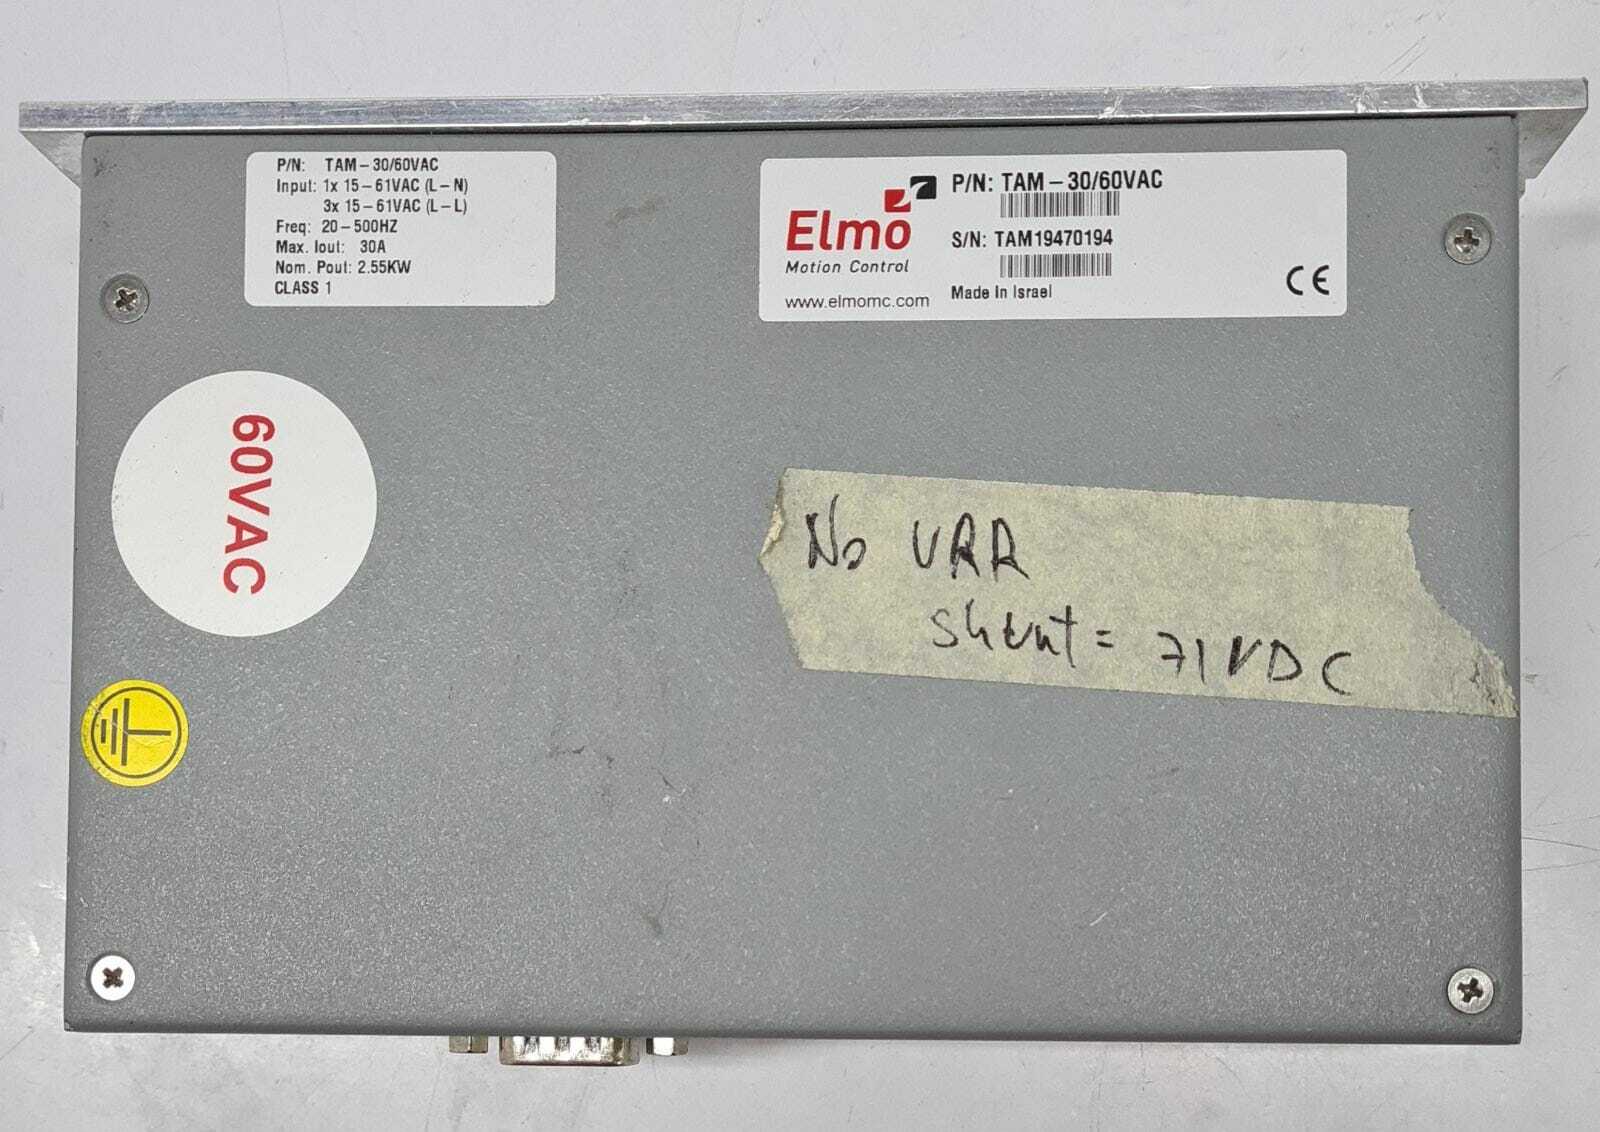 P/N: TAM-30/60VAC
Input: 1x 15-61VAC (L-N)
3x 15-61VAC (L-L)
Freq: 20-500HZ
Max. Iout: 30A
Nom. Pout: 2.55KW
CLASS 1
Elmo
Motion Control
www.elmomc.com
P/N: TAM-30/60VAC
S/N: TAM19470194
Made In Israel
CE
60VAC
No VRR
shunt = 71VDC